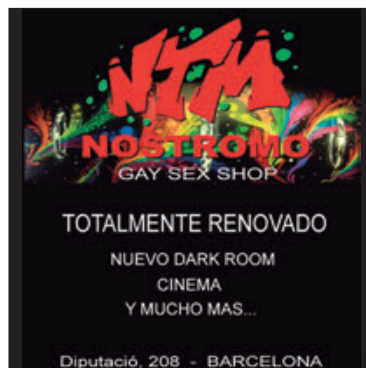 NTM
NOSTROMO
GAY SEX SHOP
TOTALMENTE RENOVADO
NUEVO DARK ROOM
CINEMA
Y MUCHO MAS...
Diputació, 208 - BARCELONA